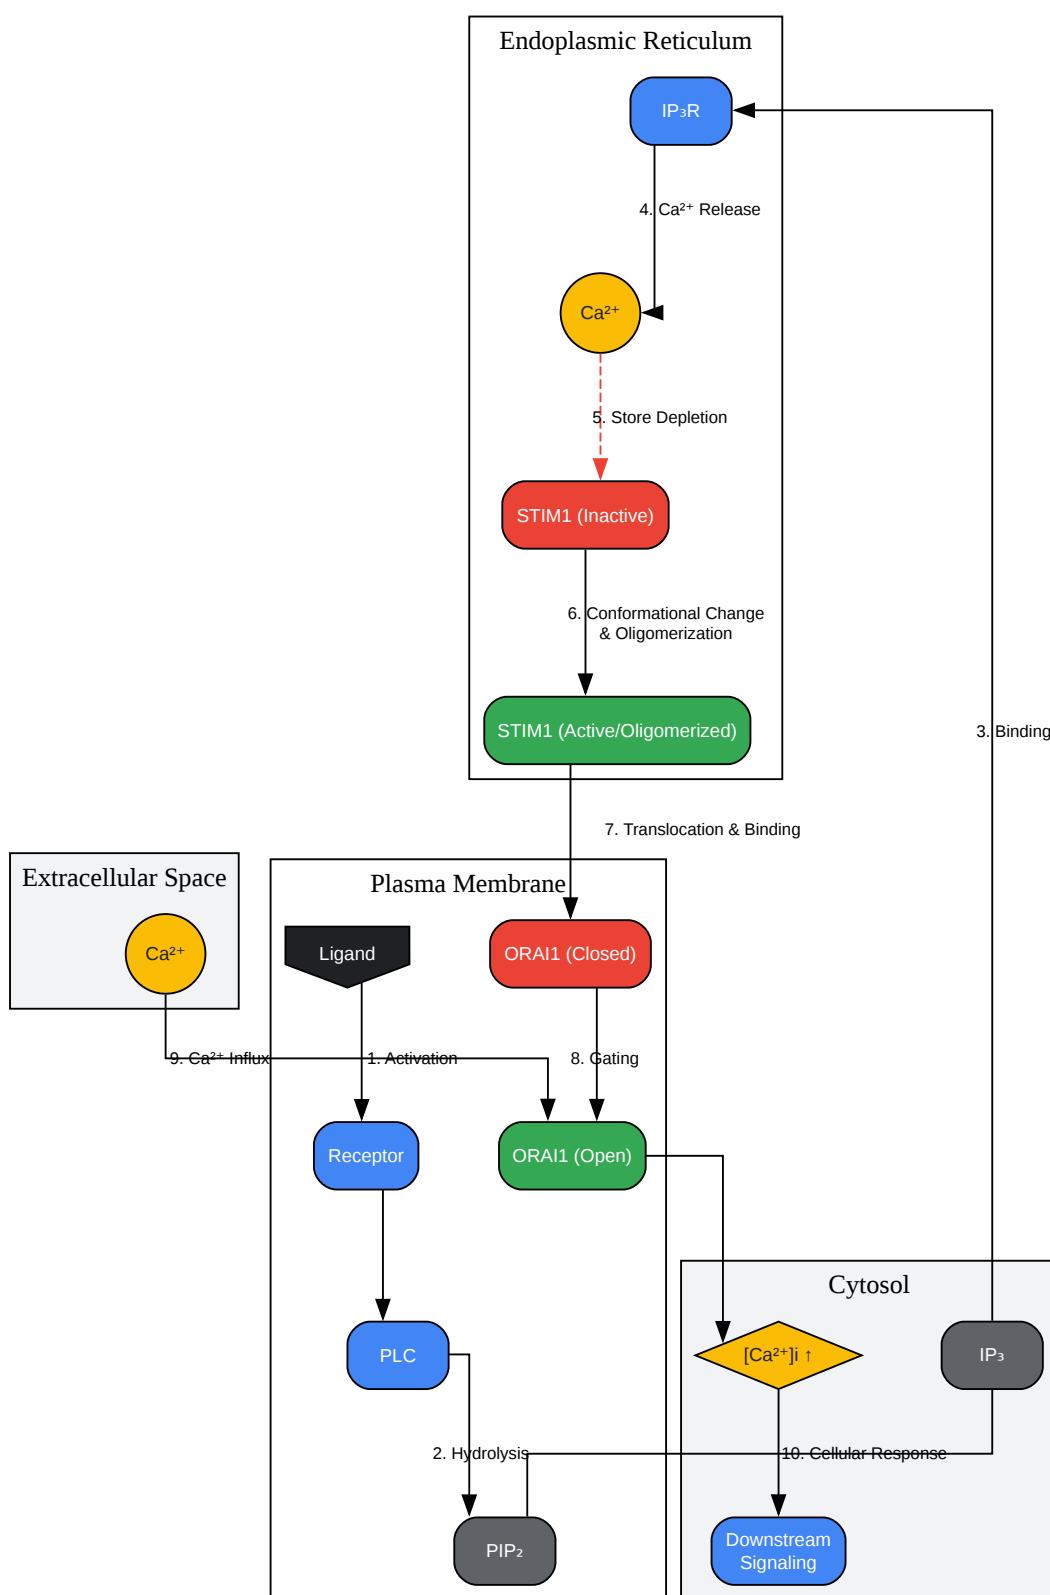 Endoplasmic Reticulum
IP₃R
4. Ca²⁺ Release
Ca²⁺
5. Store Depletion
STIM1 (Inactive)
6. Conformational Change
& Oligomerization
STIM1 (Active/Oligomerized)
3. Binding
7. Translocation & Binding
Extracellular Space
Plasma Membrane
Ca²⁺
Ligand
ORAI1 (Closed)
9. Ca²⁺ Influx
1. Activation
8. Gating
Receptor
ORAI1 (Open)
Cytosol
PLC
[Ca²⁺]i ↑
IP₃
2. Hydrolysis
10. Cellular Response
PIP₂
Downstream
Signaling